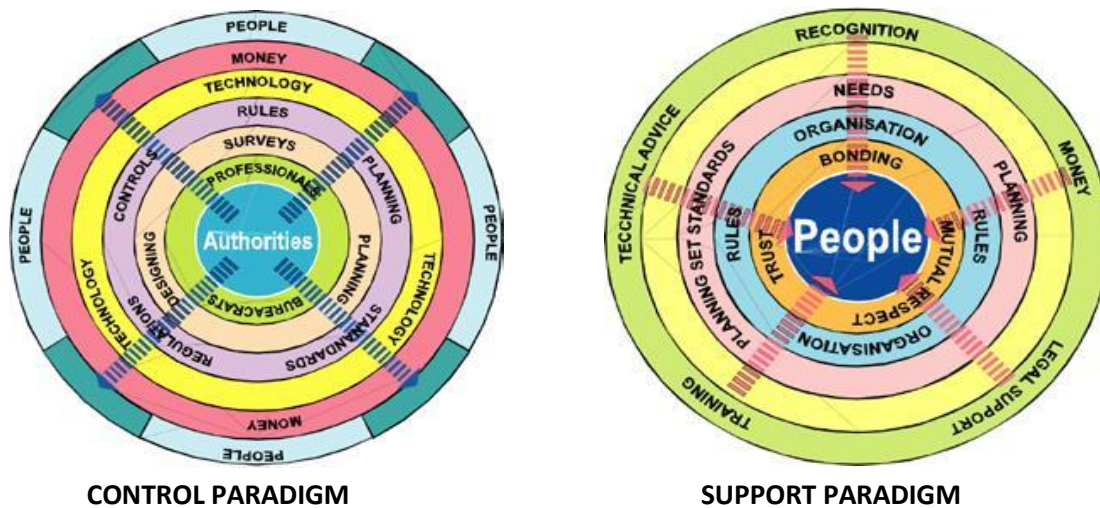 PEOPLE
MONEY
TECHNOLOGY
RULES
SURVEYS
PROFESSIONALS
CONTROLS
PLANNING
PEOPLE
Authorities
PEOPLE
DESIGNING
PLANNING
TECHNOLOGY
TECHNOLOGY
REGULATIONS
STANDARDS
BUREACRATS
MONEY
PEOPLE
CONTROL PARADIGM
RECOGNITION
NEEDS
ORGANISATION
BONDING
TECCHNICAL ADVICE
MONEY
PLANNING SET STANDARDS
PLANNING
RULES
RULES
TRUST
People
MUTUAL RESPECT
ORGANISATION
TRAINING
LEGAL SUPPORT
SUPPORT PARADIGM